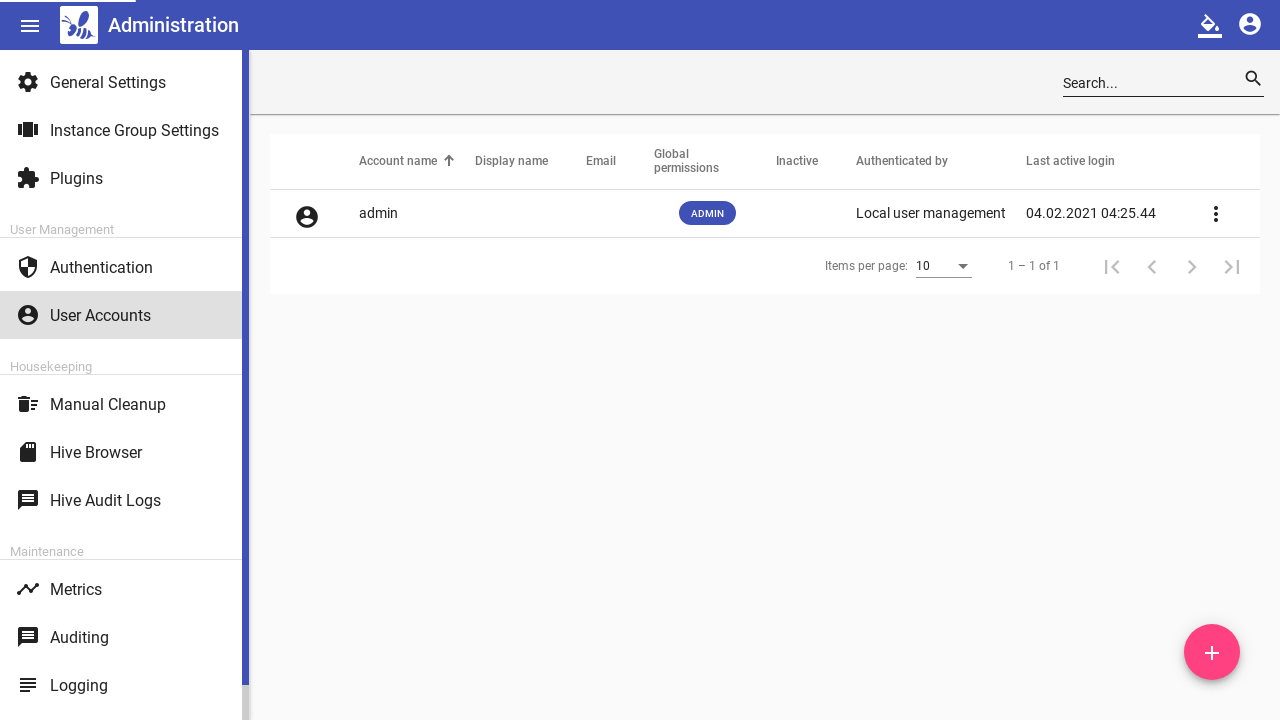 Administration
General Settings
Instance Group Settings
Plugins
User Management
Authentication
User Accounts
Housekeeping
Manual Cleanup
Hive Browser
Hive Audit Logs
Maintenance
Metrics
Auditing
Logging
Search...
Account name Display name Email Global permissions Inactive Authenticated by Last active login
admin ADMIN Local user management 04.02.2021 04:25.44
Items per page: 10 1 – 1 of 1